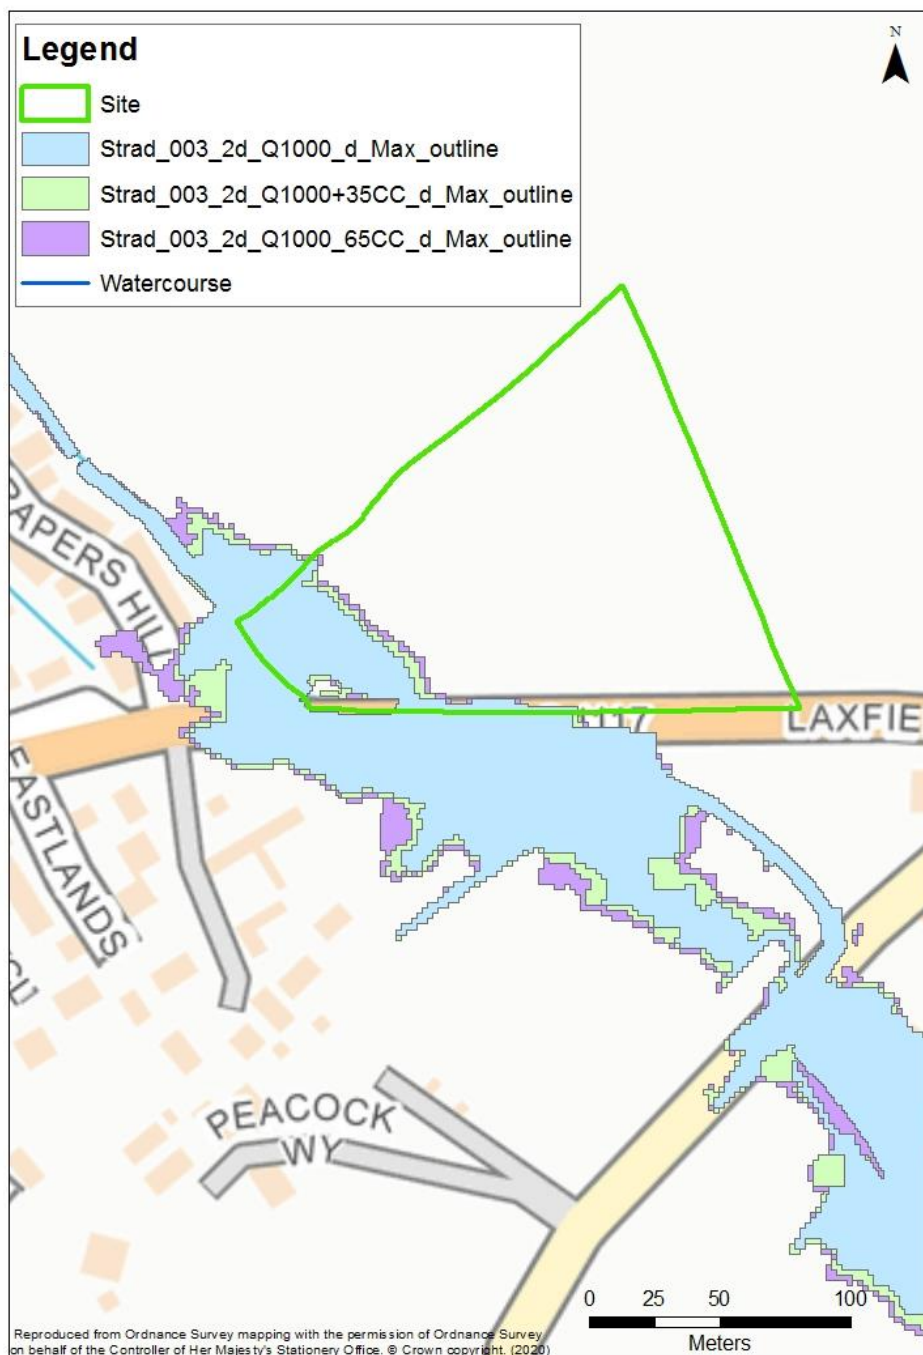 N
Legend
Site
Strad_003_2d_Q1000_d_Max_outline
Strad_003_2d_Q1000+35CC_d_Max_outline
Strad_003_2d_Q1000_65CC_d_Max_outline
Watercourse
RAPERS HILL
LAXFIE
EASTLANDS
PEACOCK
WY
0 25 50 100
Meters
Reproduced from Ordnance Survey mapping with the permission of Ordnance Survey
on behalf of the Controller of Her Majesty's Stationery Office. © Crown copyright. (2020)